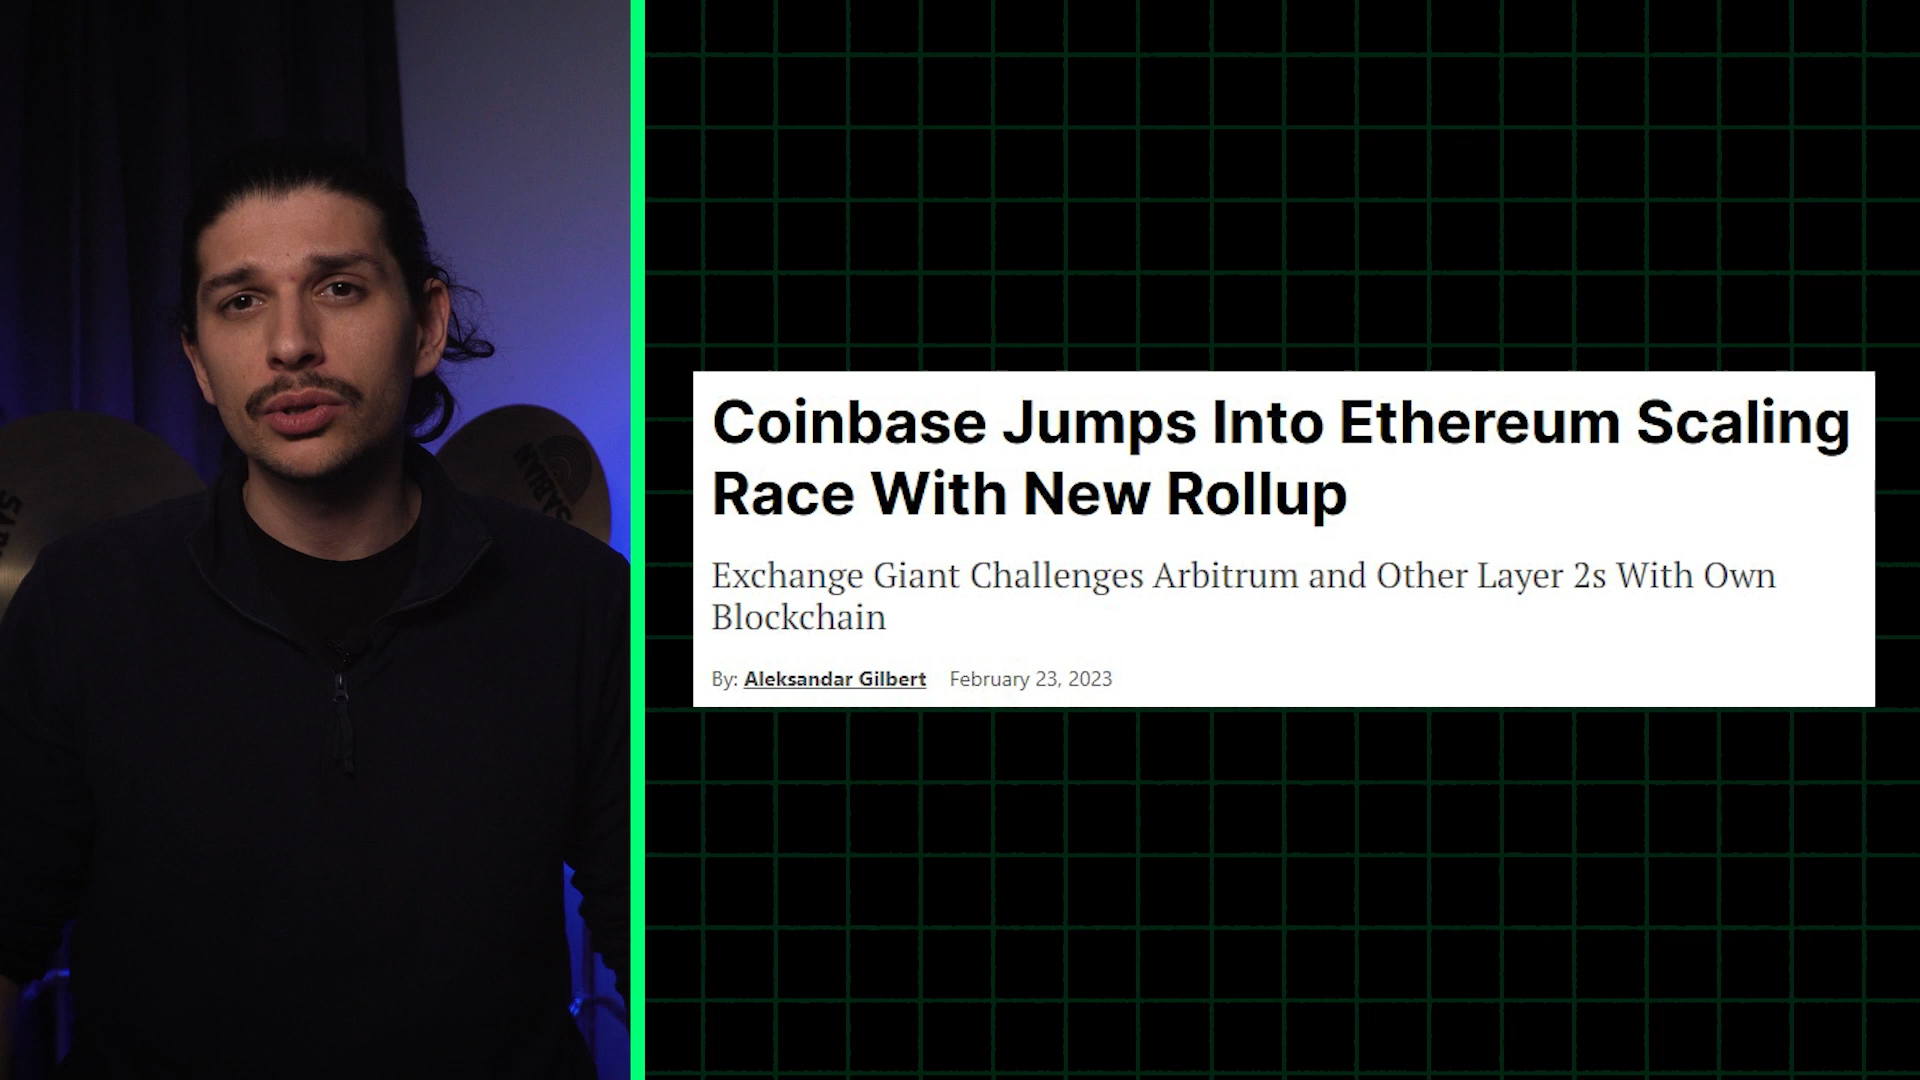 Coinbase Jumps Into Ethereum Scaling
Race With New Rollup
Exchange Giant Challenges Arbitrum and Other Layer 2s With Own
Blockchain
By: Aleksandar Gilbert February 23, 2023
SABIAN